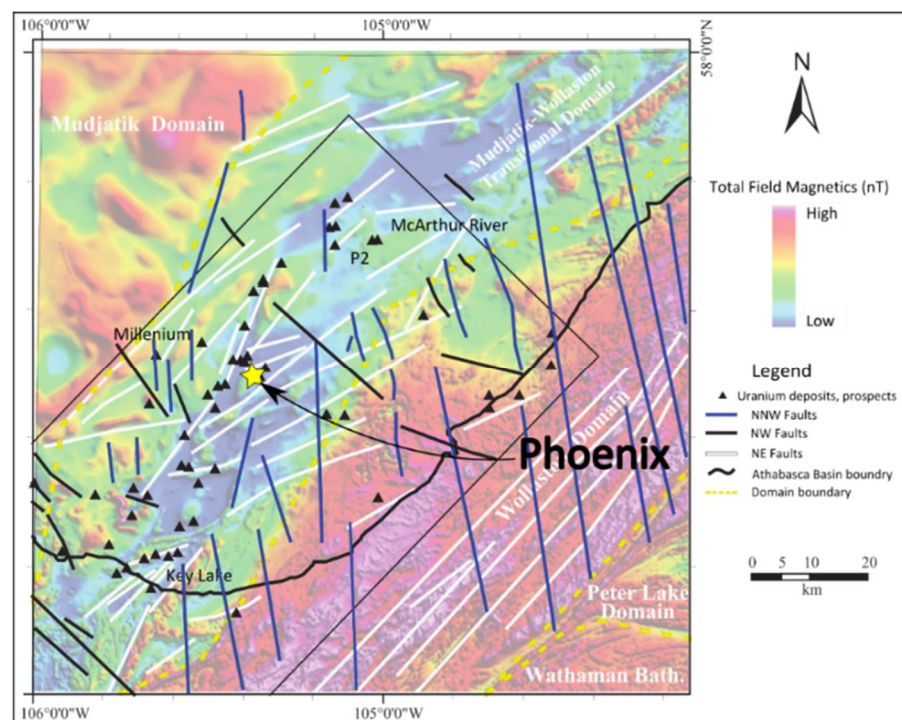 106°0'0"W
105°0'0"W
58°0'0"N
N
Mudjatik Domain
Mudjatik-Wollaston
Transitional Domain
Total Field Magnetics (nT)
High
Low
McArthur River
P2
Millenium
Legend
Uranium deposits, prospects
NNW Faults
NW Faults
NE Faults
Athabasca Basin boundry
Domain boundary
Phoenix
Wollaston Domain
Key Lake
Peter Lake
Domain
Wathaman Bath.
0 5 10 20
km
106°0'0"W
105°0'0"W